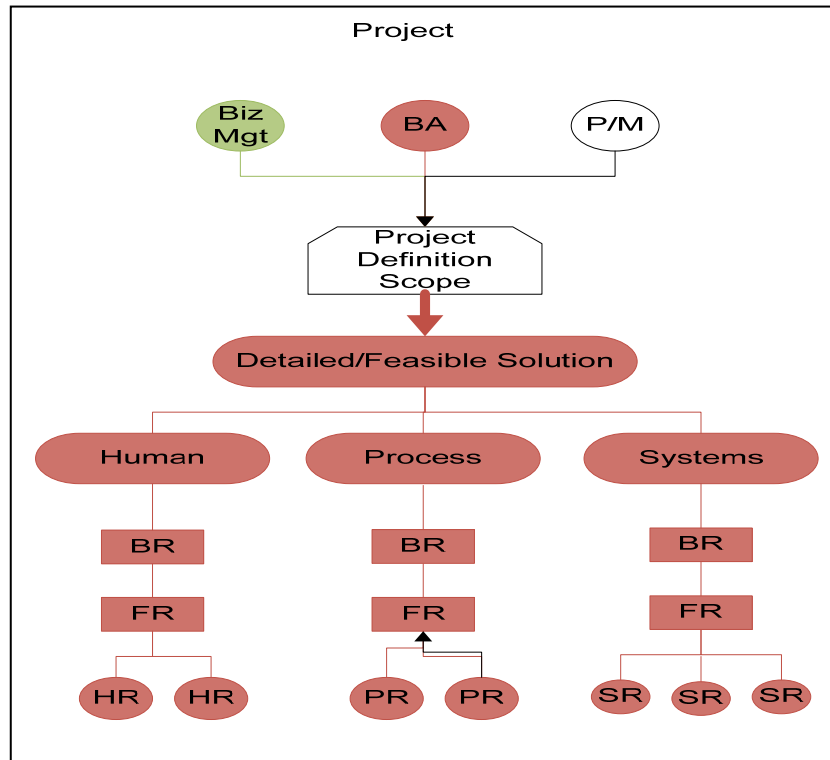 Project
Biz
Mgt
BA
P/M
Project
Definition
Scope
Detailed/Feasible Solution
Human
Process
Systems
BR
BR
BR
FR
FR
FR
HR
HR
PR
PR
SR
SR
SR